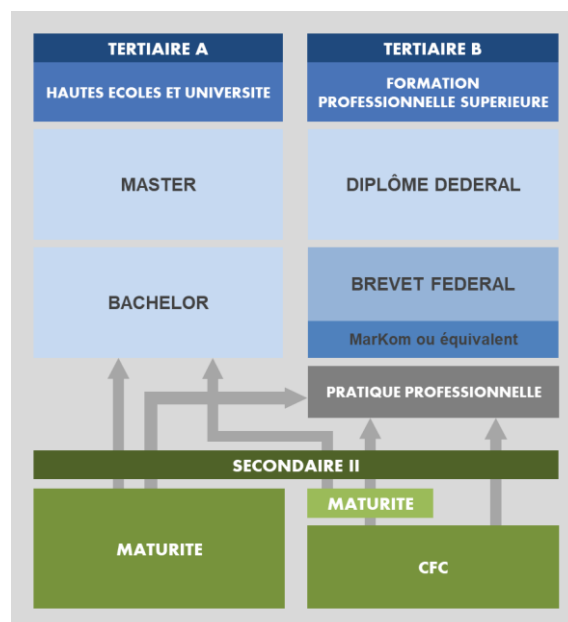 TERTIAIRE A
HAUTES ECOLES ET UNIVERSITE
MASTER
BACHELOR
TERTIAIRE B
FORMATION
PROFESSIONNELLE SUPERIEURE
DIPLÔME DEDERAL
BREVET FEDERAL
MarKom ou équivalent
PRATIQUE PROFESSIONNELLE
SECONDAIRE II
MATURITE
MATURITE
CFC